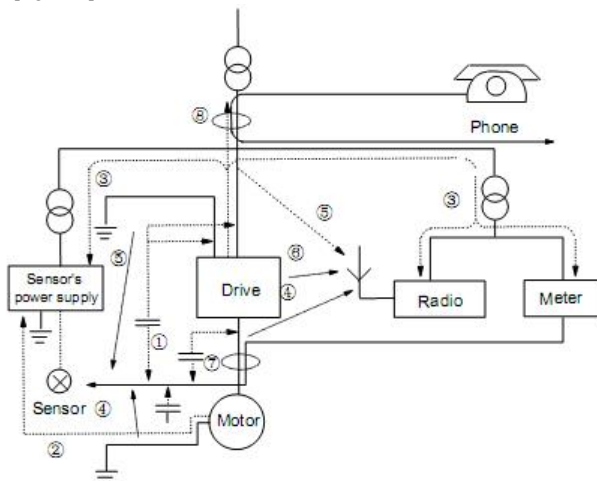 ⑧
Phone
③
③
⑤
⑤
⑥
Sensor's
power supply
Drive
④
Radio
Meter
①
⑦
Sensor
④
Motor
②